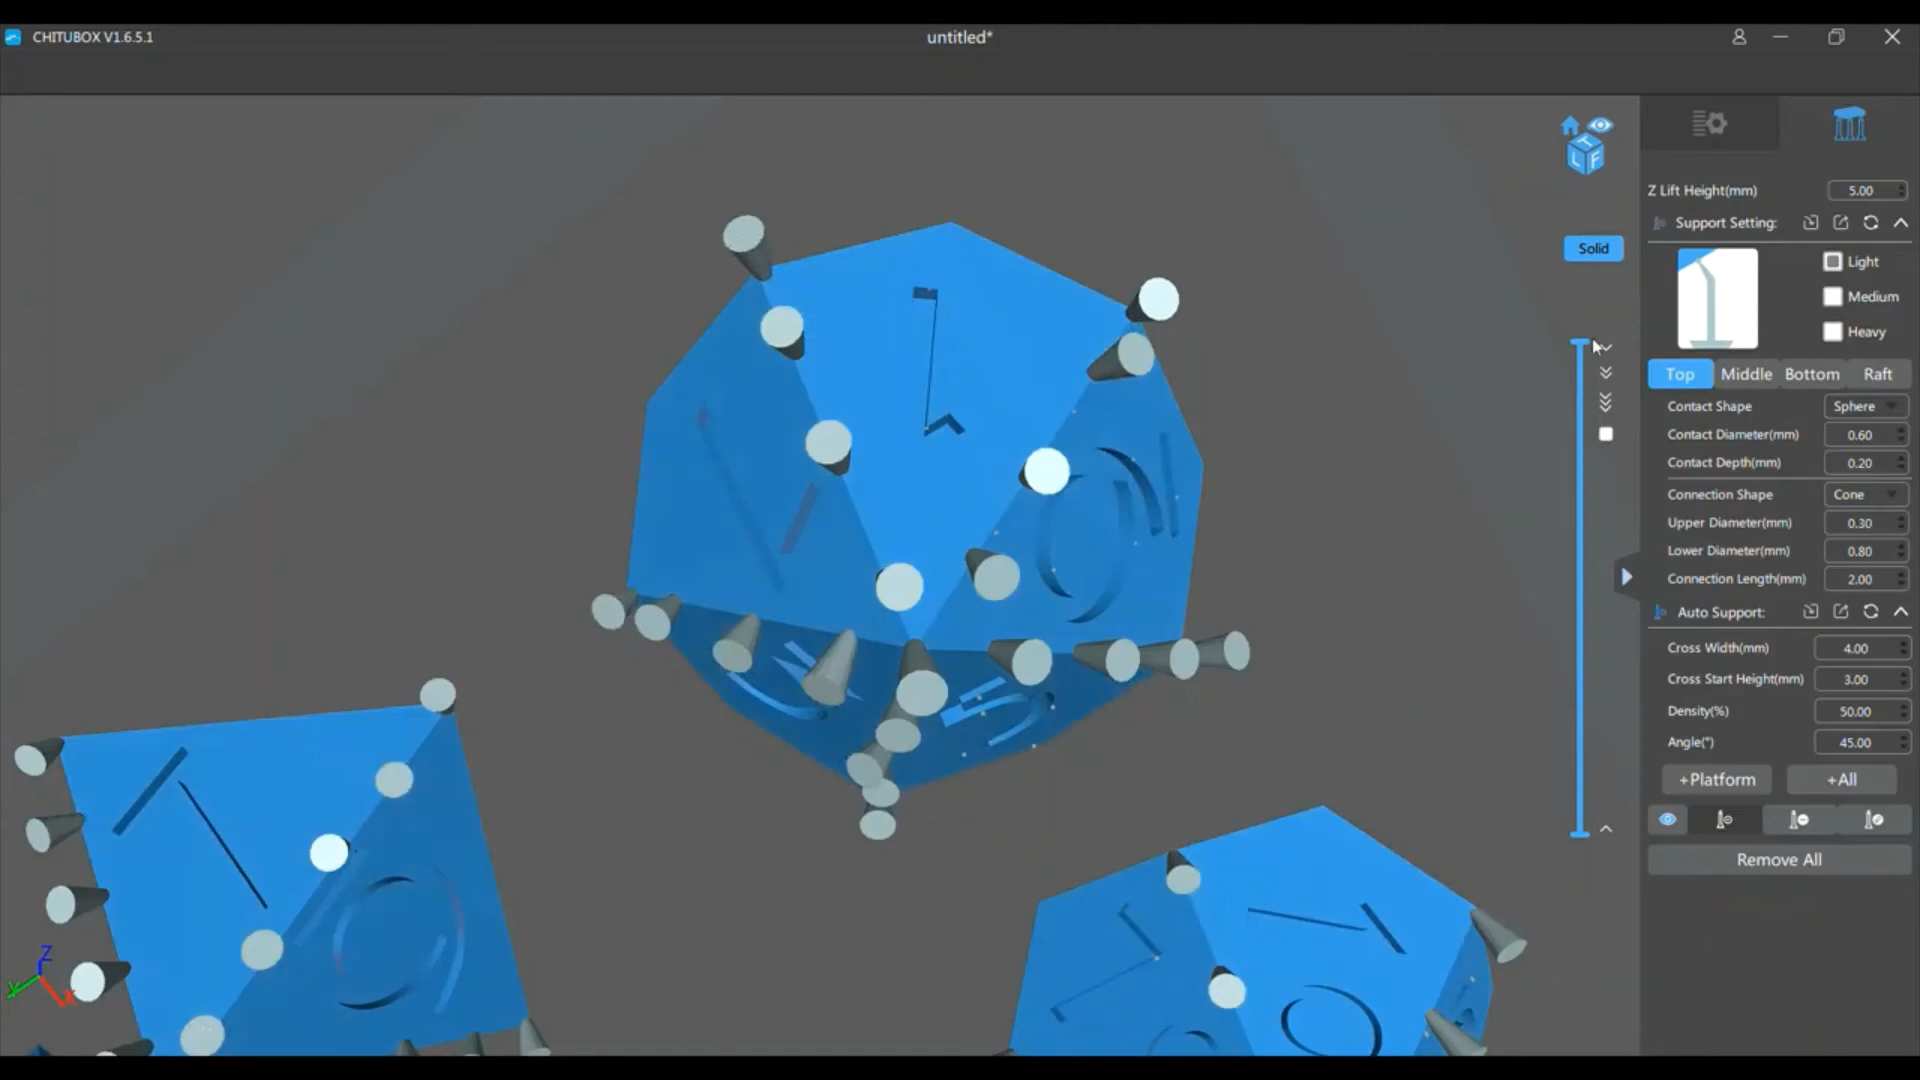 CHITUBOX V1.6.5.1
untitled*
T
L F
Z Lift Height(mm) 5.00
Support Setting:
Solid
Light
Medium
Heavy
Top Middle Bottom Raft
Contact Shape Sphere
Contact Diameter(mm) 0.60
Contact Depth(mm) 0.20
Connection Shape Cone
Upper Diameter(mm) 0.30
Lower Diameter(mm) 0.80
Connection Length(mm) 2.00
Auto Support:
Cross Width(mm) 4.00
Cross Start Height(mm) 3.00
Density(%) 50.00
Angle(°) 45.00
+Platform +All
Remove All
Z
Y X